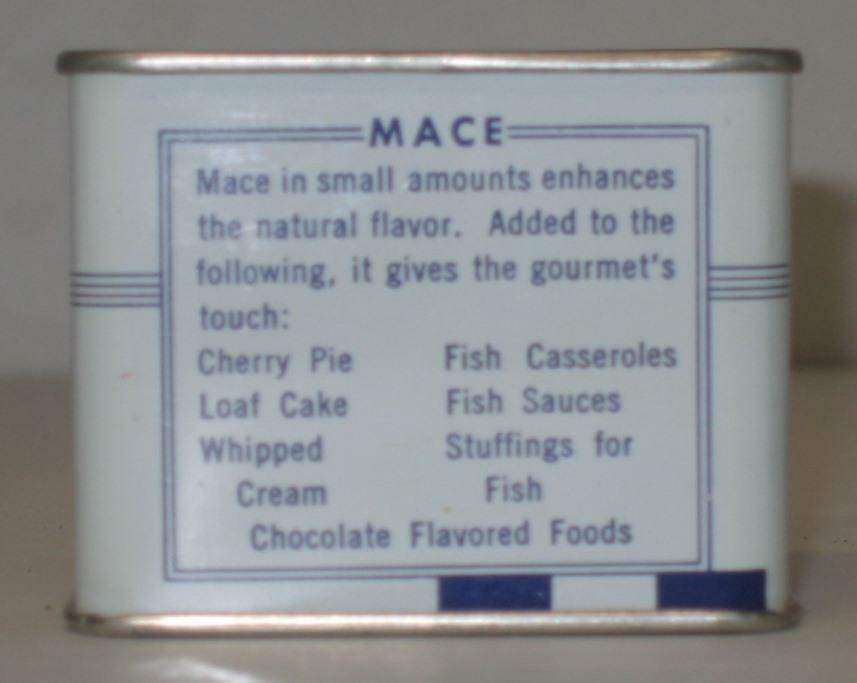 MACE
Mace in small amounts enhances
the natural flavor. Added to the
following, it gives the gourmet's
touch:
Cherry Pie Fish Casseroles
Loaf Cake Fish Sauces
Whipped Stuffings for
Cream Fish
Chocolate Flavored Foods